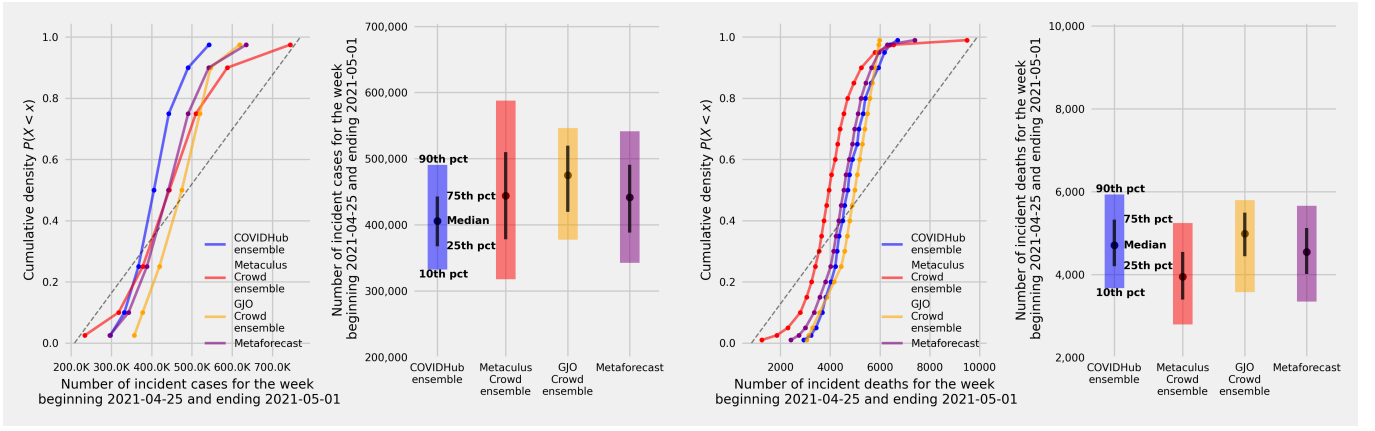 Cumulative density P(X < x)
1.0
0.8
0.6
0.4
0.2
0.0
COVIDHub
ensemble
Metaculus
Crowd
ensemble
GJO
Crowd
ensemble
Metaforecast
200.0K 300.0K 400.0K 500.0K 600.0K 700.0K
Number of incident cases for the week
beginning 2021-04-25 and ending 2021-05-01
Number of incident cases for the week
beginning 2021-04-25 and ending 2021-05-01
700,000
600,000
500,000
400,000
300,000
200,000
90th pct
75th pct
Median
25th pct
10th pct
COVIDHub
ensemble
Metaculus
Crowd
ensemble
GJO
Crowd
ensemble
Metaforecast
Cumulative density P(X < x)
1.0
0.8
0.6
0.4
0.2
0.0
COVIDHub
ensemble
Metaculus
Crowd
ensemble
GJO
Crowd
ensemble
Metaforecast
2000 4000 6000 8000 10000
Number of incident deaths for the week
beginning 2021-04-25 and ending 2021-05-01
Number of incident deaths for the week
beginning 2021-04-25 and ending 2021-05-01
10,000
8,000
6,000
4,000
2,000
90th pct
75th pct
Median
25th pct
10th pct
COVIDHub
ensemble
Metaculus
Crowd
ensemble
GJO
Crowd
ensemble
Metaforecast